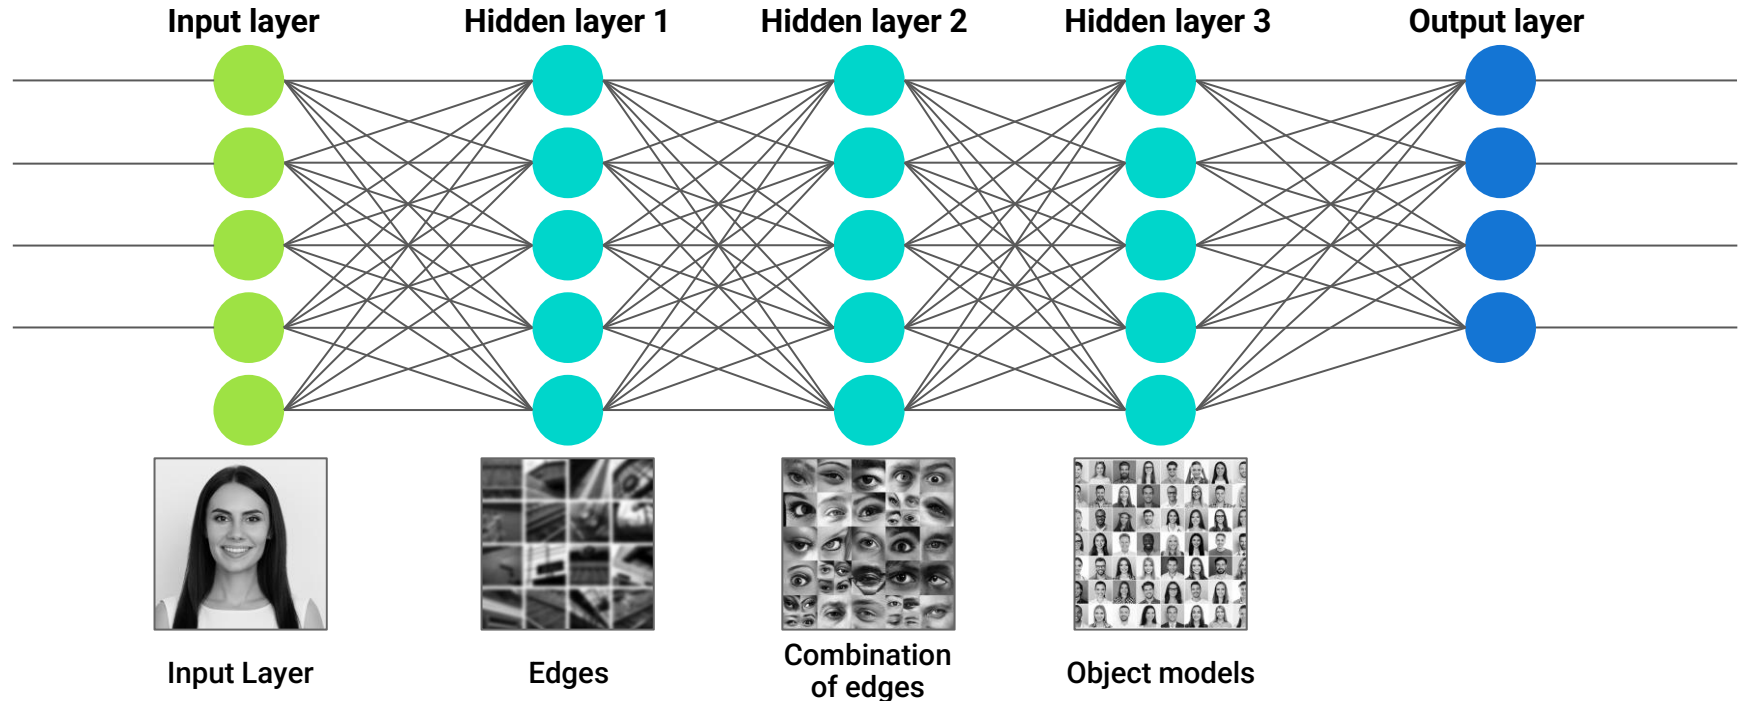 Input layer
Hidden layer 1
Hidden layer 2
Hidden layer 3
Output layer
Input Layer
Edges
Combination
of edges
Object models